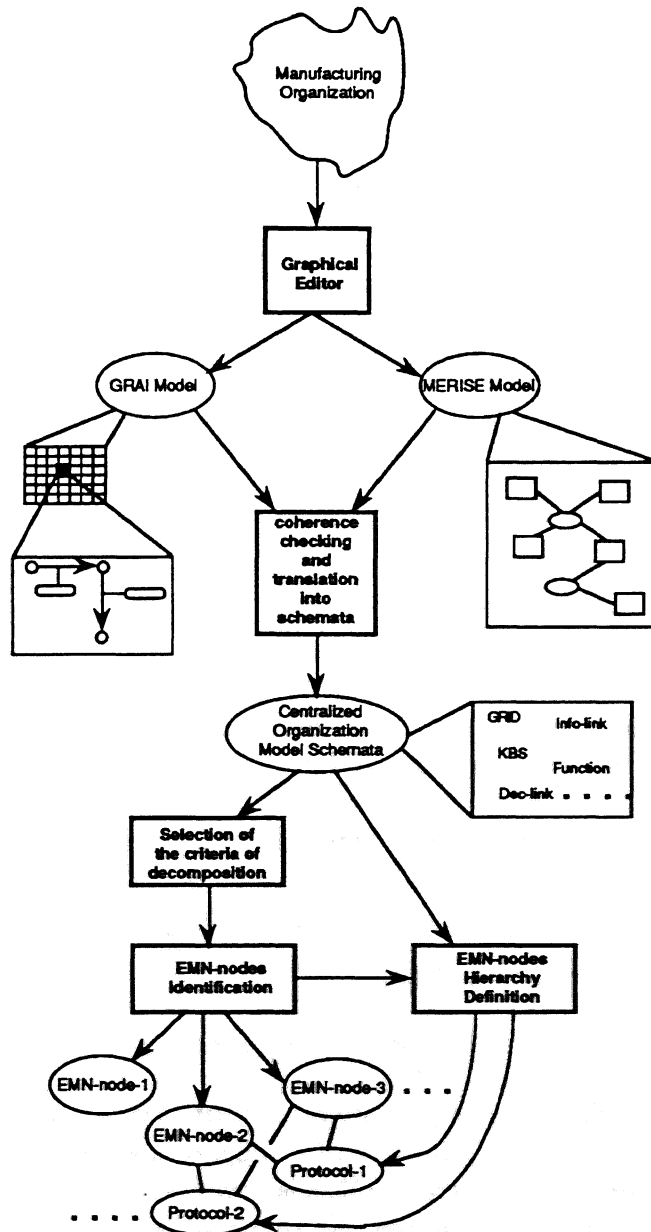 Manufacturing
Organization
Graphical
Editor
GRAI Model
MERISE Model
coherence
checking
and
translation
into
schemata
Centralized
Organization
Model Schemata
GRID
Info-link
KBS
Function
Dec-link . . . .
Selection of
the criteria of
decomposition
EMN-nodes
Identification
EMN-nodes
Hierarchy
Definition
EMN-node-1
EMN-node-3 . . . .
EMN-node-2
Protocol-1
. . . . Protocol-2